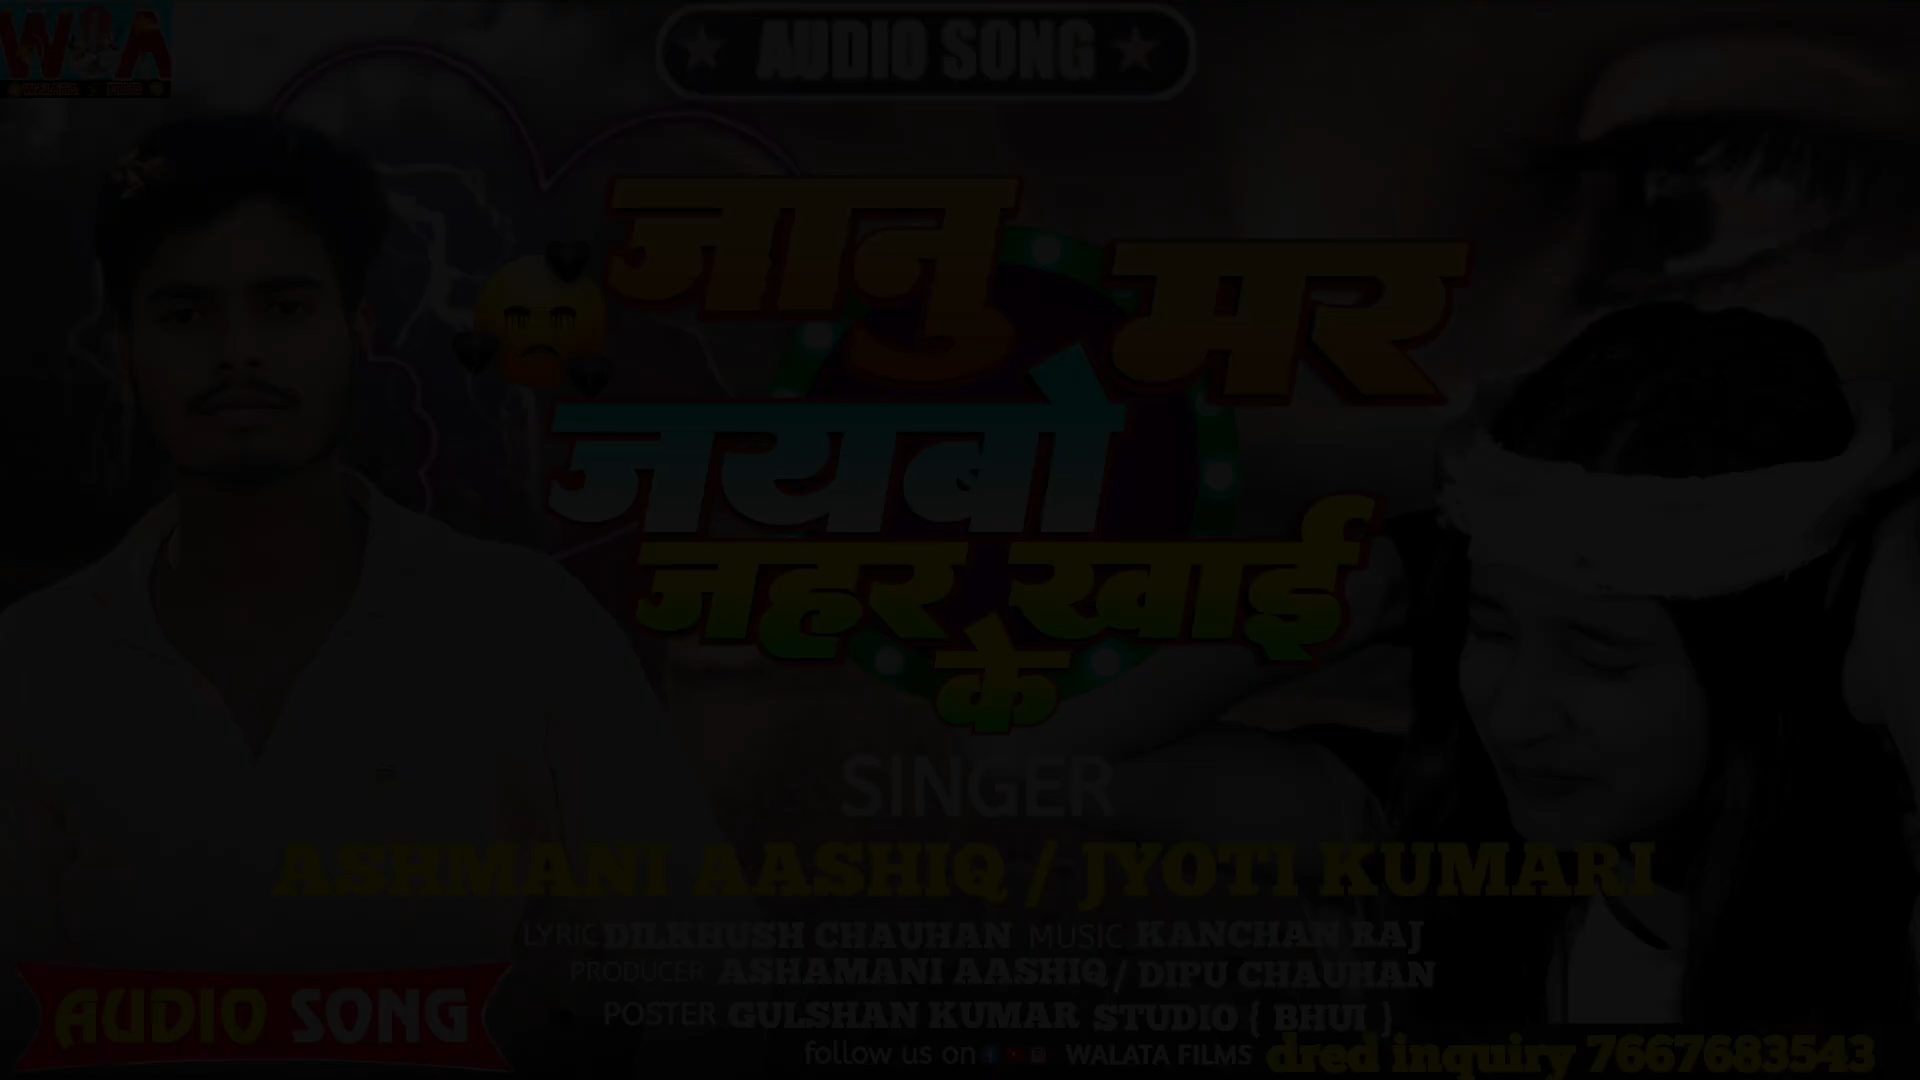 AUDIO SONG
जानु मर
जयबो
जहर खाई
के
SINGER
ASHMANI AASHIQ / JYOTI KUMARI
LYRIC DILKHUSH CHAUHAN MUSIC KANCHAN RAJ
PRODUCER ASHAMANI AASHIQ / DIPU CHAUHAN
POSTER GULSHAN KUMAR STUDIO ( BHUI )
AUDIO SONG
follow us on WALATA FILMS dred inquiry 7667683543